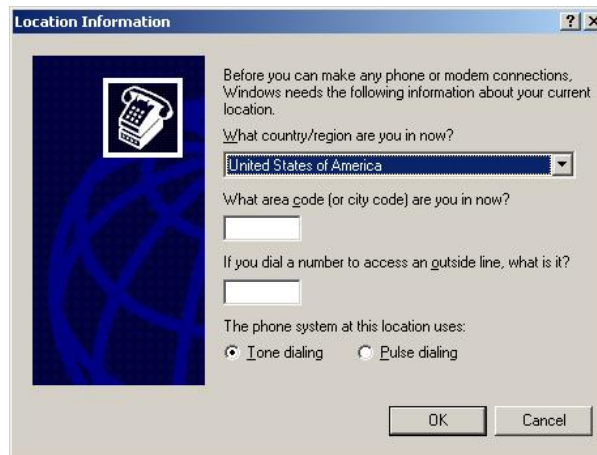 Location Information
Before you can make any phone or modem connections,
Windows needs the following information about your current
location.
What country/region are you in now?
United States of America
What area code (or city code) are you in now?
If you dial a number to access an outside line, what is it?
The phone system at this location uses:
Tone dialing Pulse dialing
OK Cancel